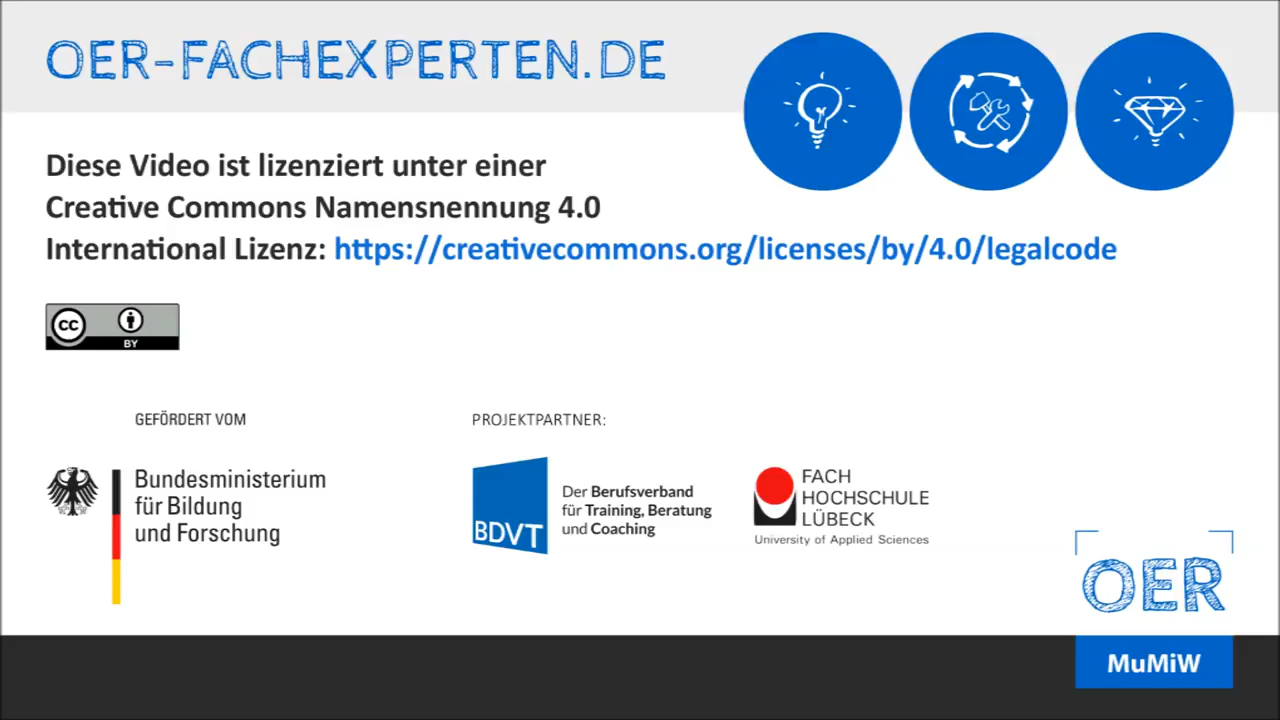 OER-FACHEXPERTEN.DE
Diese Video ist lizenziert unter einer
Creative Commons Namensnennung 4.0
International Lizenz: https://creativecommons.org/licenses/by/4.0/legalcode
CC
BY
GEFÖRDERT VOM
Bundesministerium
für Bildung
und Forschung
PROJEKTPARTNER:
BDVT
Der Berufsverband
für Training, Beratung
und Coaching
FACH
HOCHSCHULE
LÜBECK
University of Applied Sciences
OER
MuMiW